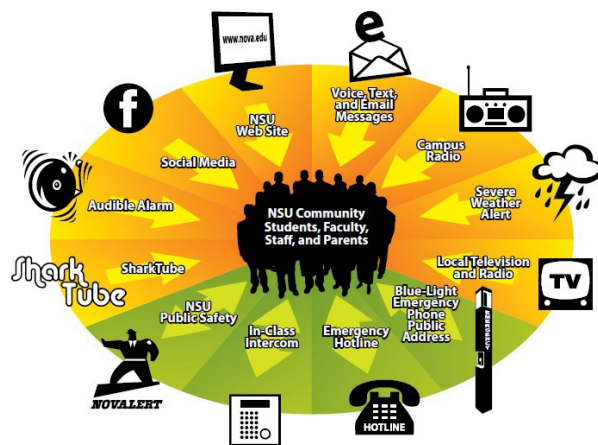 www.nova.edu
e
f
NSU
Web Site
Voice, Text,
and Email
Messages
Social Media
Campus
Radio
Audible Alarm
Severe
Weather
Alert
NSU Community
Students, Faculty,
Staff, and Parents
Shark
Tube
SharkTube
Local Television
and Radio
TV
NSU
Public Safety
In-Class
Intercom
Emergency
Hotline
Blue-Light
Emergency
Phone
Public
Address
EMERGENCY
NOVALERT
HOTLINE